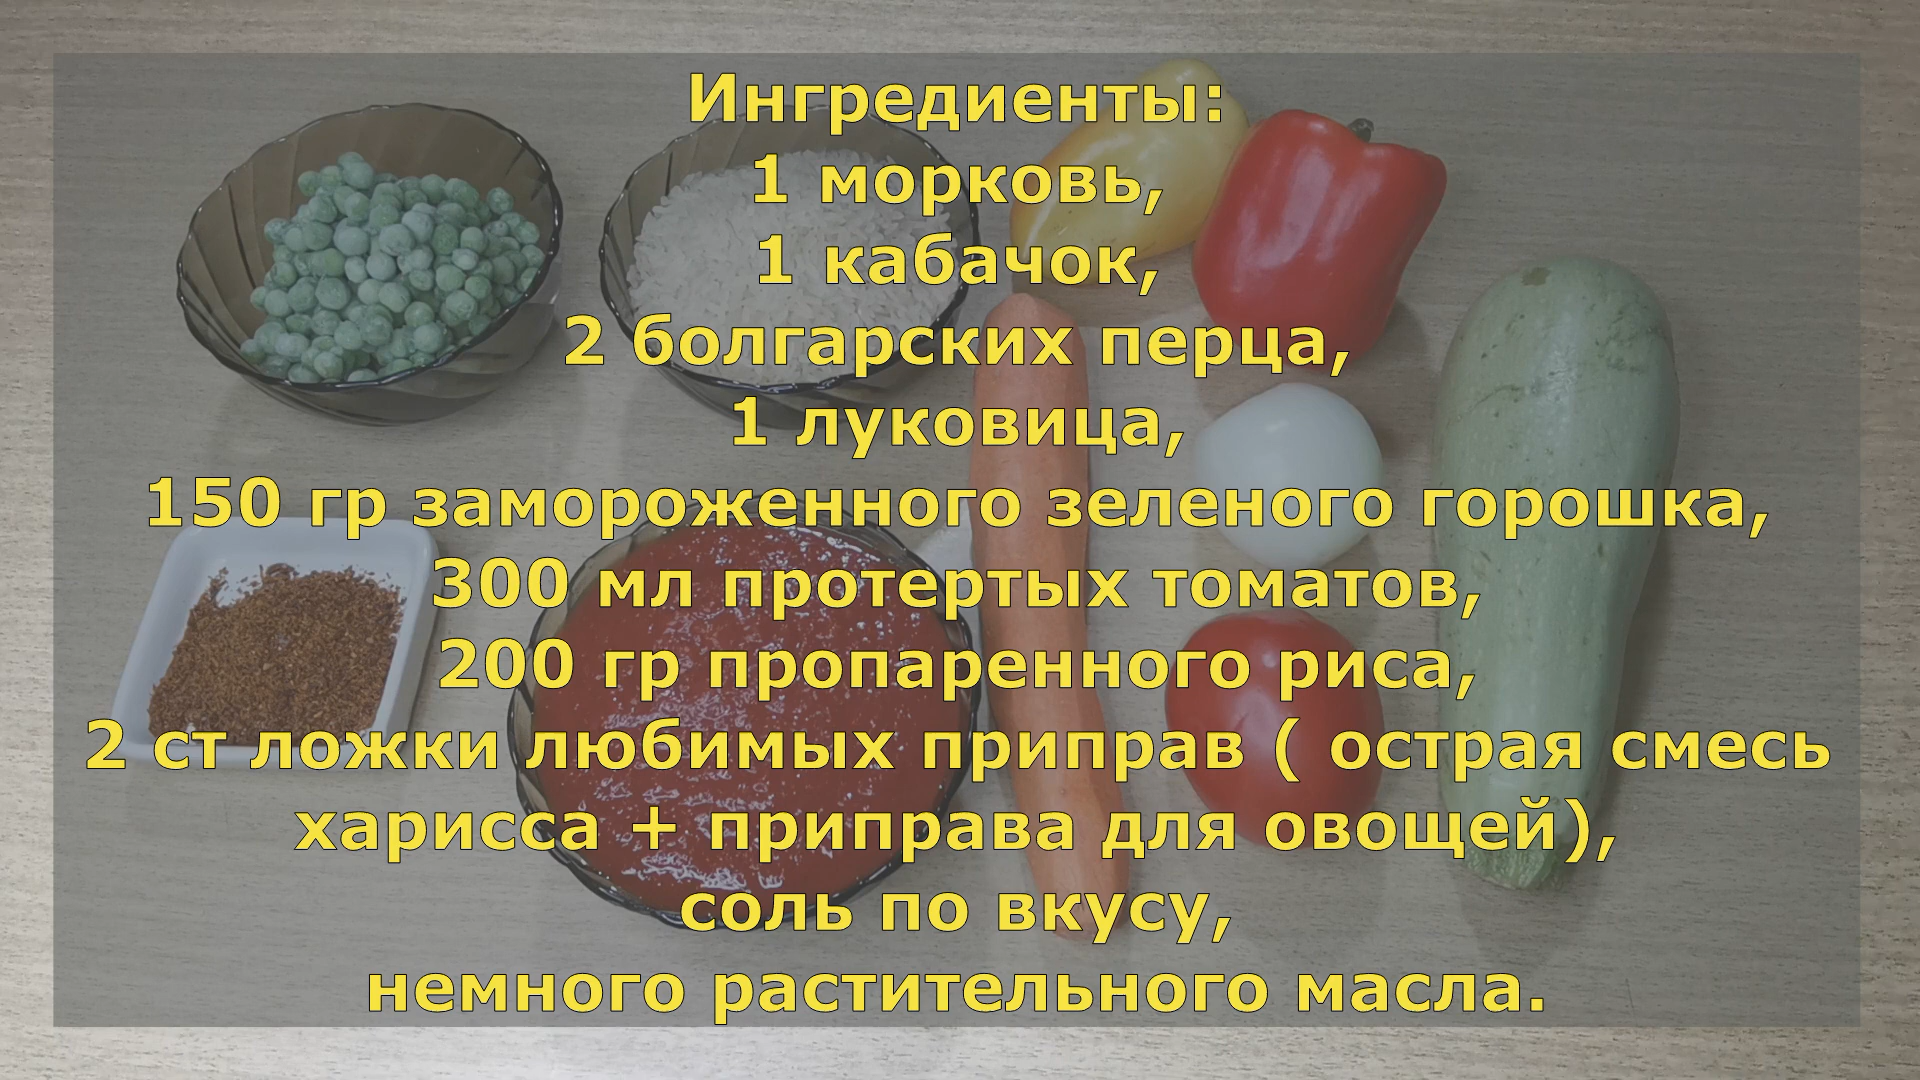 Ингредиенты:
1 морковь,
1 кабачок,
2 болгарских перца,
1 луковица,
150 гр замороженного зеленого горошка,
300 мл протертых томатов,
200 гр пропаренного риса,
2 ст ложки любимых приправ ( острая смесь
харисса + приправа для овощей),
соль по вкусу,
немного растительного масла.